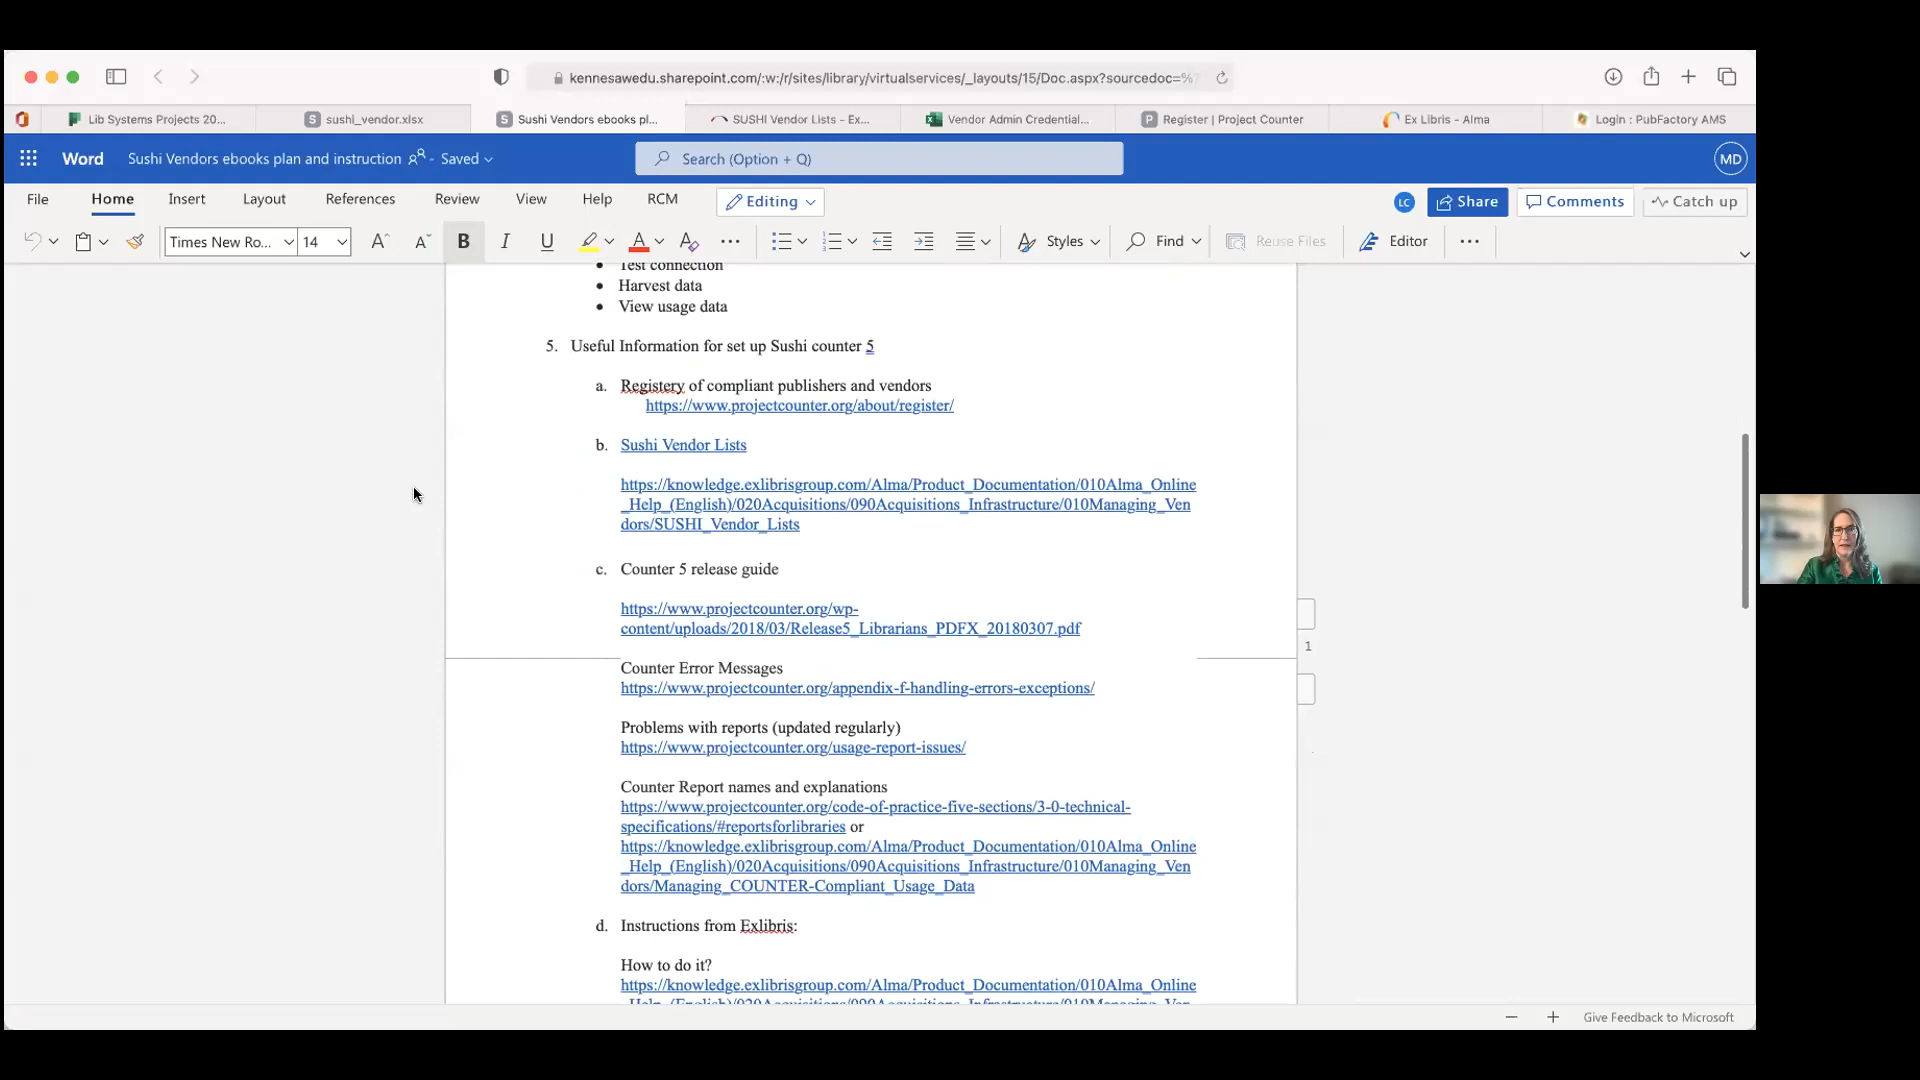 kennesawedu.sharepoint.com/:w:/r/sites/library/virtualservices/_layouts/15/Doc.aspx?sourcedoc=%7
Lib Systems Projects 20...
S sushi_vendor.xlsx
S Sushi Vendors ebooks pl...
SUSHI Vendor Lists - Ex...
Vendor Admin Credential...
P Register | Project Counter
Ex Libris - Alma
Login : PubFactory AMS
Word
Sushi Vendors ebooks plan and instruction - Saved
Search (Option + Q)
MD
File Home Insert Layout References Review View Help RCM
Editing
LC
Share
Comments
Catch up
Times New Ro...
14
A A B I U A A
Styles
Find
Reuse Files
Editor
• Test connection
• Harvest data
• View usage data
5. Useful Information for set up Sushi counter 5
a. Registery of compliant publishers and vendors
https://www.projectcounter.org/about/register/
b. Sushi Vendor Lists
https://knowledge.exlibrisgroup.com/Alma/Product_Documentation/010Alma_Online
_Help_(English)/020Acquisitions/090Acquisitions_Infrastructure/010Managing_Ven
dors/SUSHI_Vendor_Lists
c. Counter 5 release guide
https://www.projectcounter.org/wp-
content/uploads/2018/03/Release5_Librarians_PDFX_20180307.pdf
1
Counter Error Messages
https://www.projectcounter.org/appendix-f-handling-errors-exceptions/
Problems with reports (updated regularly)
https://www.projectcounter.org/usage-report-issues/
Counter Report names and explanations
https://www.projectcounter.org/code-of-practice-five-sections/3-0-technical-
specifications/#reportsforlibraries or
https://knowledge.exlibrisgroup.com/Alma/Product_Documentation/010Alma_Online
_Help_(English)/020Acquisitions/090Acquisitions_Infrastructure/010Managing_Ven
dors/Managing_COUNTER-Compliant_Usage_Data
d. Instructions from Exlibris:
How to do it?
https://knowledge.exlibrisgroup.com/Alma/Product_Documentation/010Alma_Online
_Help_(English)/020Acquisitions/090Acquisitions_Infrastructure/010Managing_Ven
Give Feedback to Microsoft